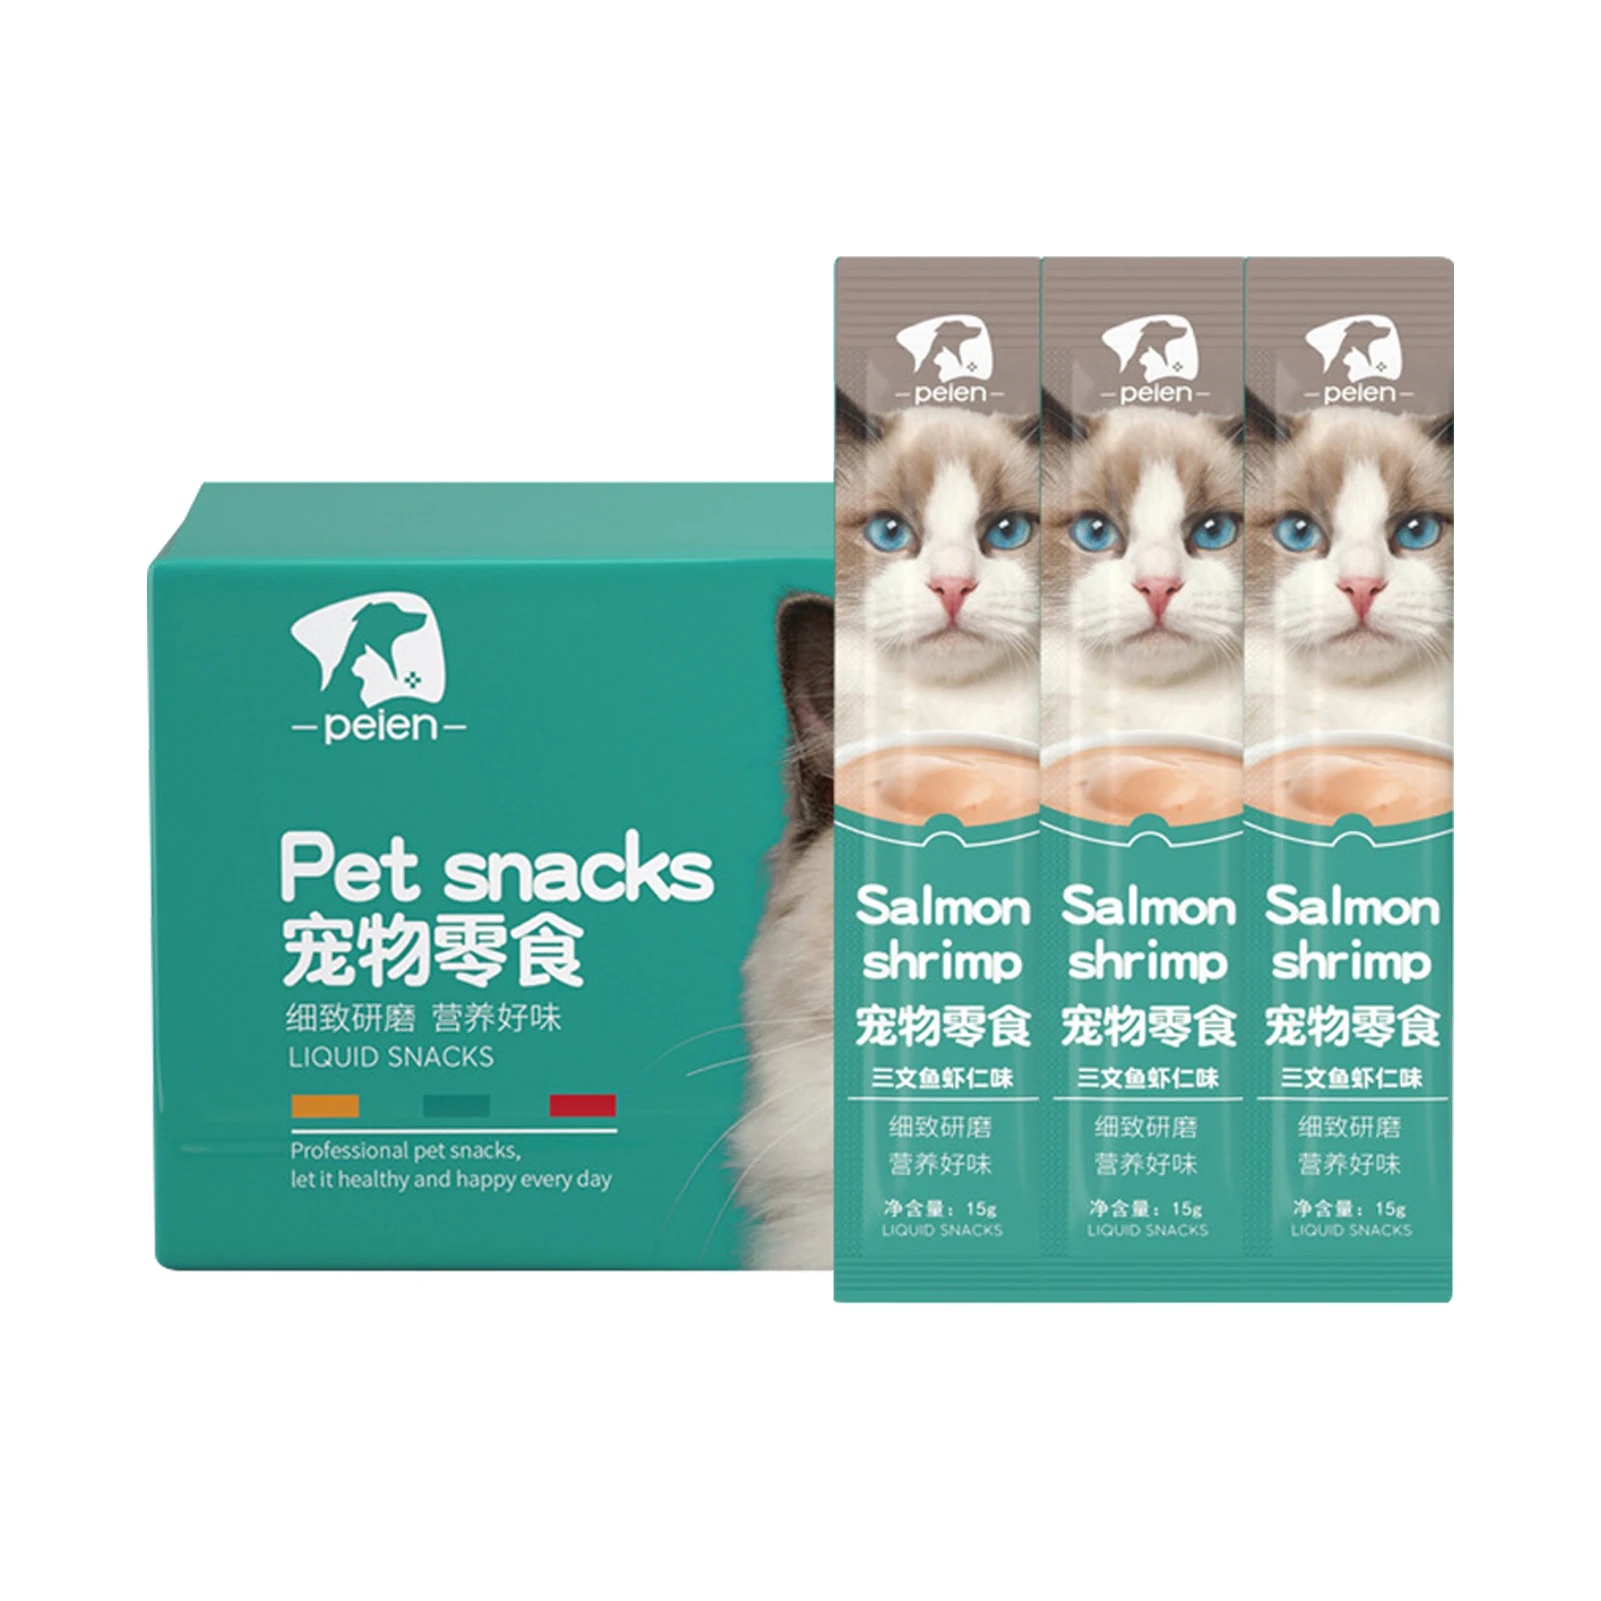 peien
Pet snacks
宠物零食
细致研磨 营养好味
LIQUID SNACKS
Professional pet snacks,
let it healthy and happy every day
peien
Salmon
shrimp
宠物零食
三文鱼虾仁味
细致研磨
营养好味
净含量：15g
LIQUID SNACKS
peien
Salmon
shrimp
宠物零食
三文鱼虾仁味
细致研磨
营养好味
净含量：15g
LIQUID SNACKS
peien
Salmon
shrimp
宠物零食
三文鱼虾仁味
细致研磨
营养好味
净含量：15g
LIQUID SNACKS